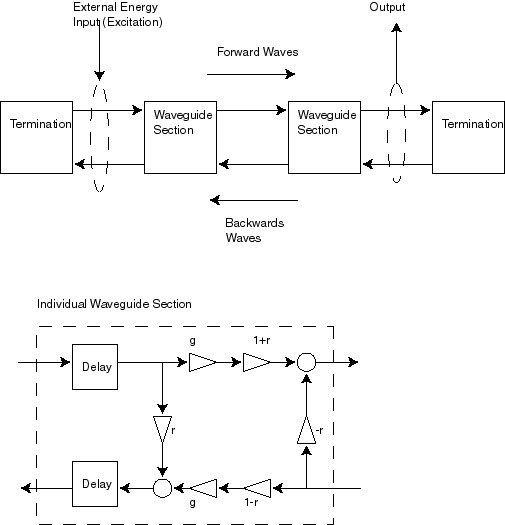 External Energy
Input (Excitation)
Output
Forward Waves
Termination
Waveguide
Section
Waveguide
Section
Termination
Backwards
Waves
Individual Waveguide Section
g
1+r
Delay
r
-r
Delay
g
1-r